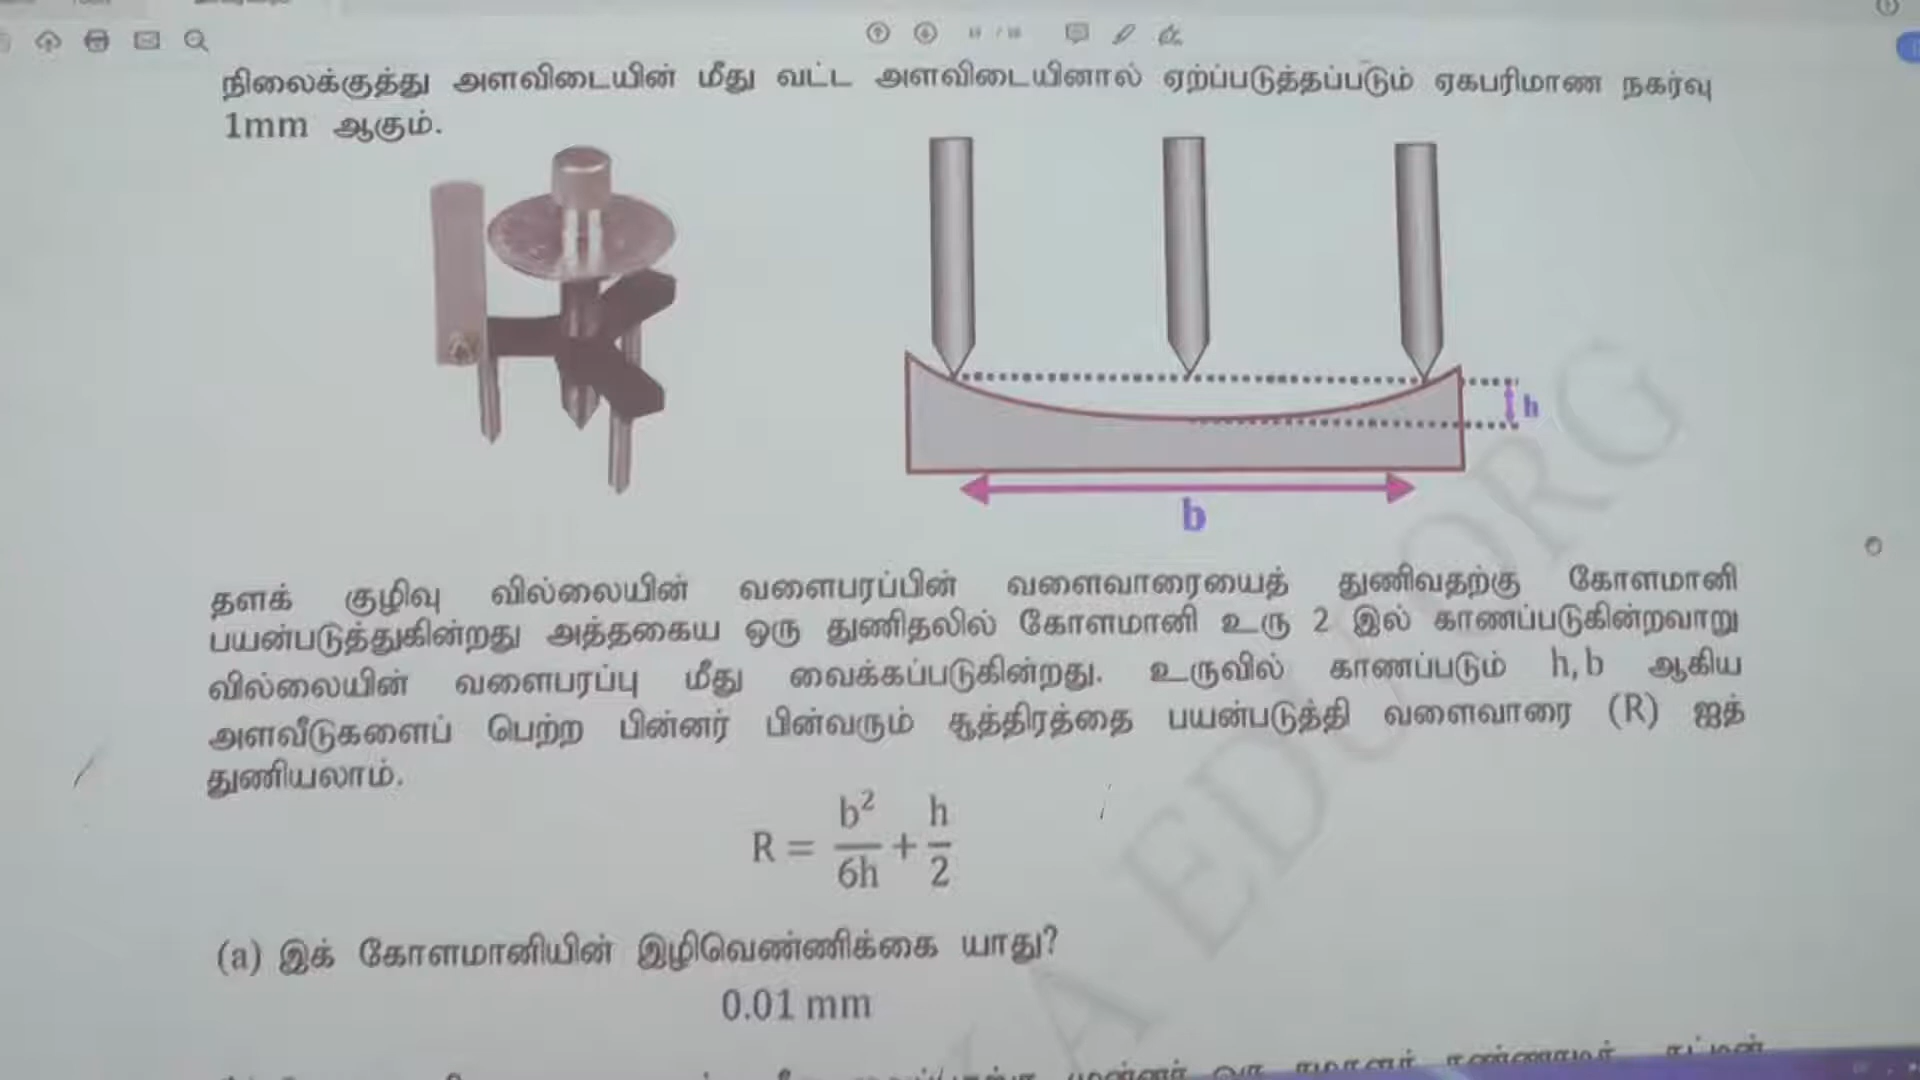 நிலைக்குத்து அளவிடையின் மீது வட்ட அளவிடையினால் ஏற்ப்படுத்தப்படும் ஏகபரிமாண நகர்வு
1mm ஆகும்.
h
b
தளக் குழிவு வில்லையின் வளைபரப்பின் வளைவாரையைத் துணிவதற்கு கோளமானி
பயன்படுத்துகின்றது அத்தகைய ஒரு துணிதலில் கோளமானி உரு 2 இல் காணப்படுகின்றவாறு
வில்லையின் வளைபரப்பு மீது வைக்கப்படுகின்றது. உருவில் காணப்படும் h, b ஆகிய
அளவீடுகளைப் பெற்ற பின்னர் பின்வரும் சூத்திரத்தை பயன்படுத்தி வளைவாரை (R) ஐத்
துணியலாம்.
R = b²/6h + h/2
(a) இக் கோளமானியின் இழிவெண்ணிக்கை யாது?
0.01 mm
A EDU ORG